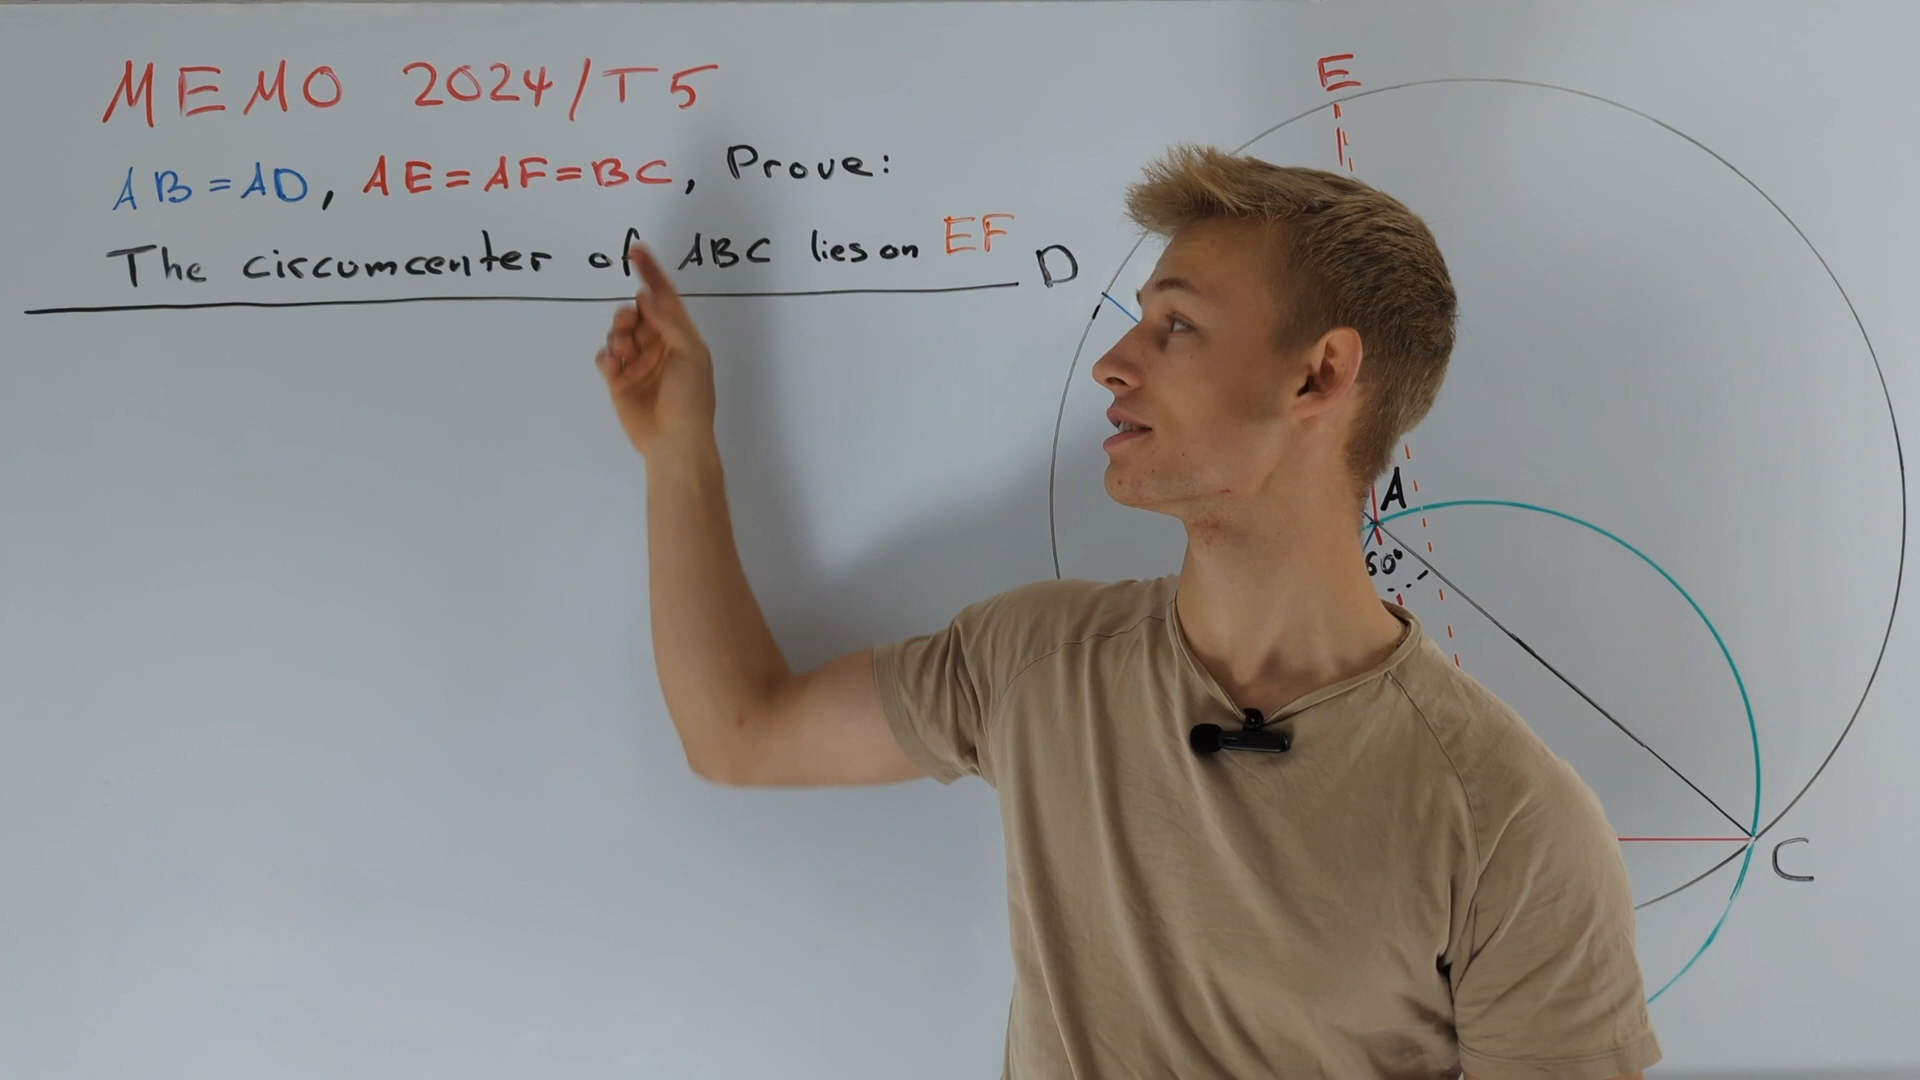 MEMO 2024/T5
AB=AD, AE=AF=BC, Prove:
The circumcenter of ABC lies on EF
E
D
A
60°
C